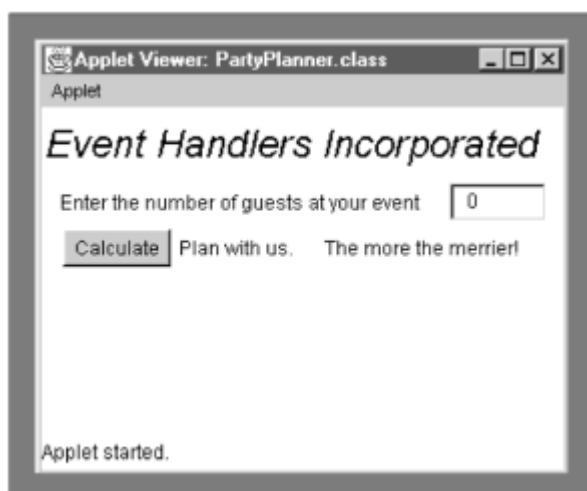 Applet Viewer: PartyPlanner.class
Applet
Event Handlers Incorporated
Enter the number of guests at your event 0
Calculate Plan with us. The more the merrier!
Applet started.